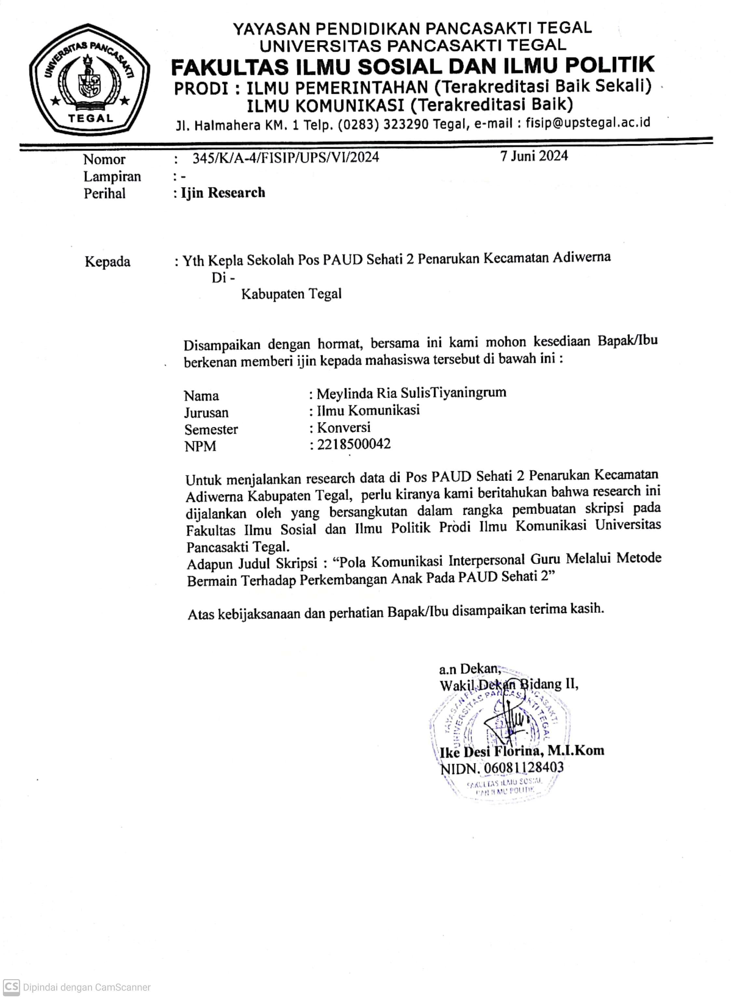 UNIVERSITAS PANCASAKTI
TEGAL
YAYASAN PENDIDIKAN PANCASAKTI TEGAL
UNIVERSITAS PANCASAKTI TEGAL
FAKULTAS ILMU SOSIAL DAN ILMU POLITIK
PRODI : ILMU PEMERINTAHAN (Terakreditasi Baik Sekali)
ILMU KOMUNIKASI (Terakreditasi Baik)
Jl. Halmahera KM. 1 Telp. (0283) 323290 Tegal, e-mail : fisip@upstegal.ac.id
Nomor : 345/K/A-4/FISIP/UPS/VI/2024 7 Juni 2024
Lampiran : -
Perihal : Ijin Research
Kepada : Yth Kepla Sekolah Pos PAUD Sehati 2 Penarukan Kecamatan Adiwerna
Di -
Kabupaten Tegal
Disampaikan dengan hormat, bersama ini kami mohon kesediaan Bapak/Ibu
berkenan memberi ijin kepada mahasiswa tersebut di bawah ini :
Nama : Meylinda Ria SulisTiyaningrum
Jurusan : Ilmu Komunikasi
Semester : Konversi
NPM : 2218500042
Untuk menjalankan research data di Pos PAUD Sehati 2 Penarukan Kecamatan
Adiwerna Kabupaten Tegal, perlu kiranya kami beritahukan bahwa research ini
dijalankan oleh yang bersangkutan dalam rangka pembuatan skripsi pada
Fakultas Ilmu Sosial dan Ilmu Politik Prodi Ilmu Komunikasi Universitas
Pancasakti Tegal.
Adapun Judul Skripsi : “Pola Komunikasi Interpersonal Guru Melalui Metode
Bermain Terhadap Perkembangan Anak Pada PAUD Sehati 2”
Atas kebijaksanaan dan perhatian Bapak/Ibu disampaikan terima kasih.
a.n Dekan,
Wakil Dekan Bidang II,
UNIVERSITAS PANCASAKTI TEGAL
Ike Desi Florina, M.I.Kom
NIDN. 06081128403
FAKULTAS ILMU SOSIAL
DAN ILMU POLITIK
CS Dipindai dengan CamScanner